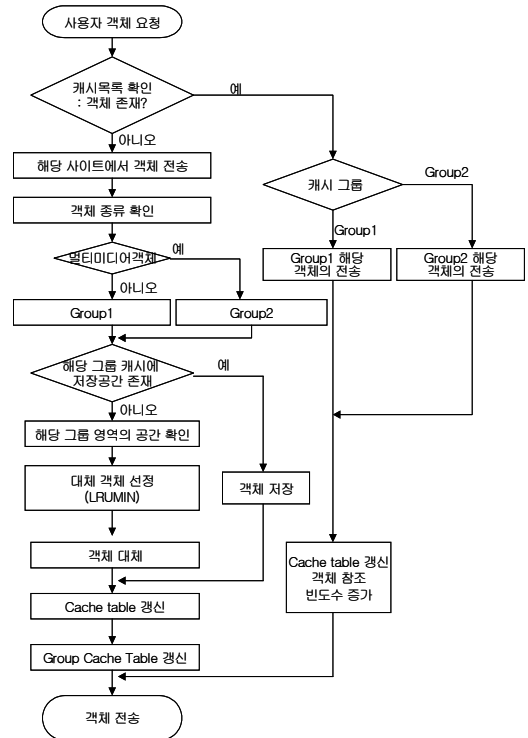 사용자 객체 요청
캐시목록 확인
: 객체 존재?
예
아니오
해당 사이트에서 객체 전송
캐시 그룹
Group2
객체 종류 확인
Group1
멀티미디어객체
예
Group1 해당
객체의 전송
Group2 해당
객체의 전송
아니오
Group1
Group2
해당 그룹 캐시에
저장공간 존재
예
아니오
해당 그룹 영역의 공간 확인
대체 객체 선정
(LRUMIN)
객체 저장
객체 대체
Cache table 갱신
객체 참조
빈도수 증가
Cache table 갱신
Group Cache Table 갱신
객체 전송